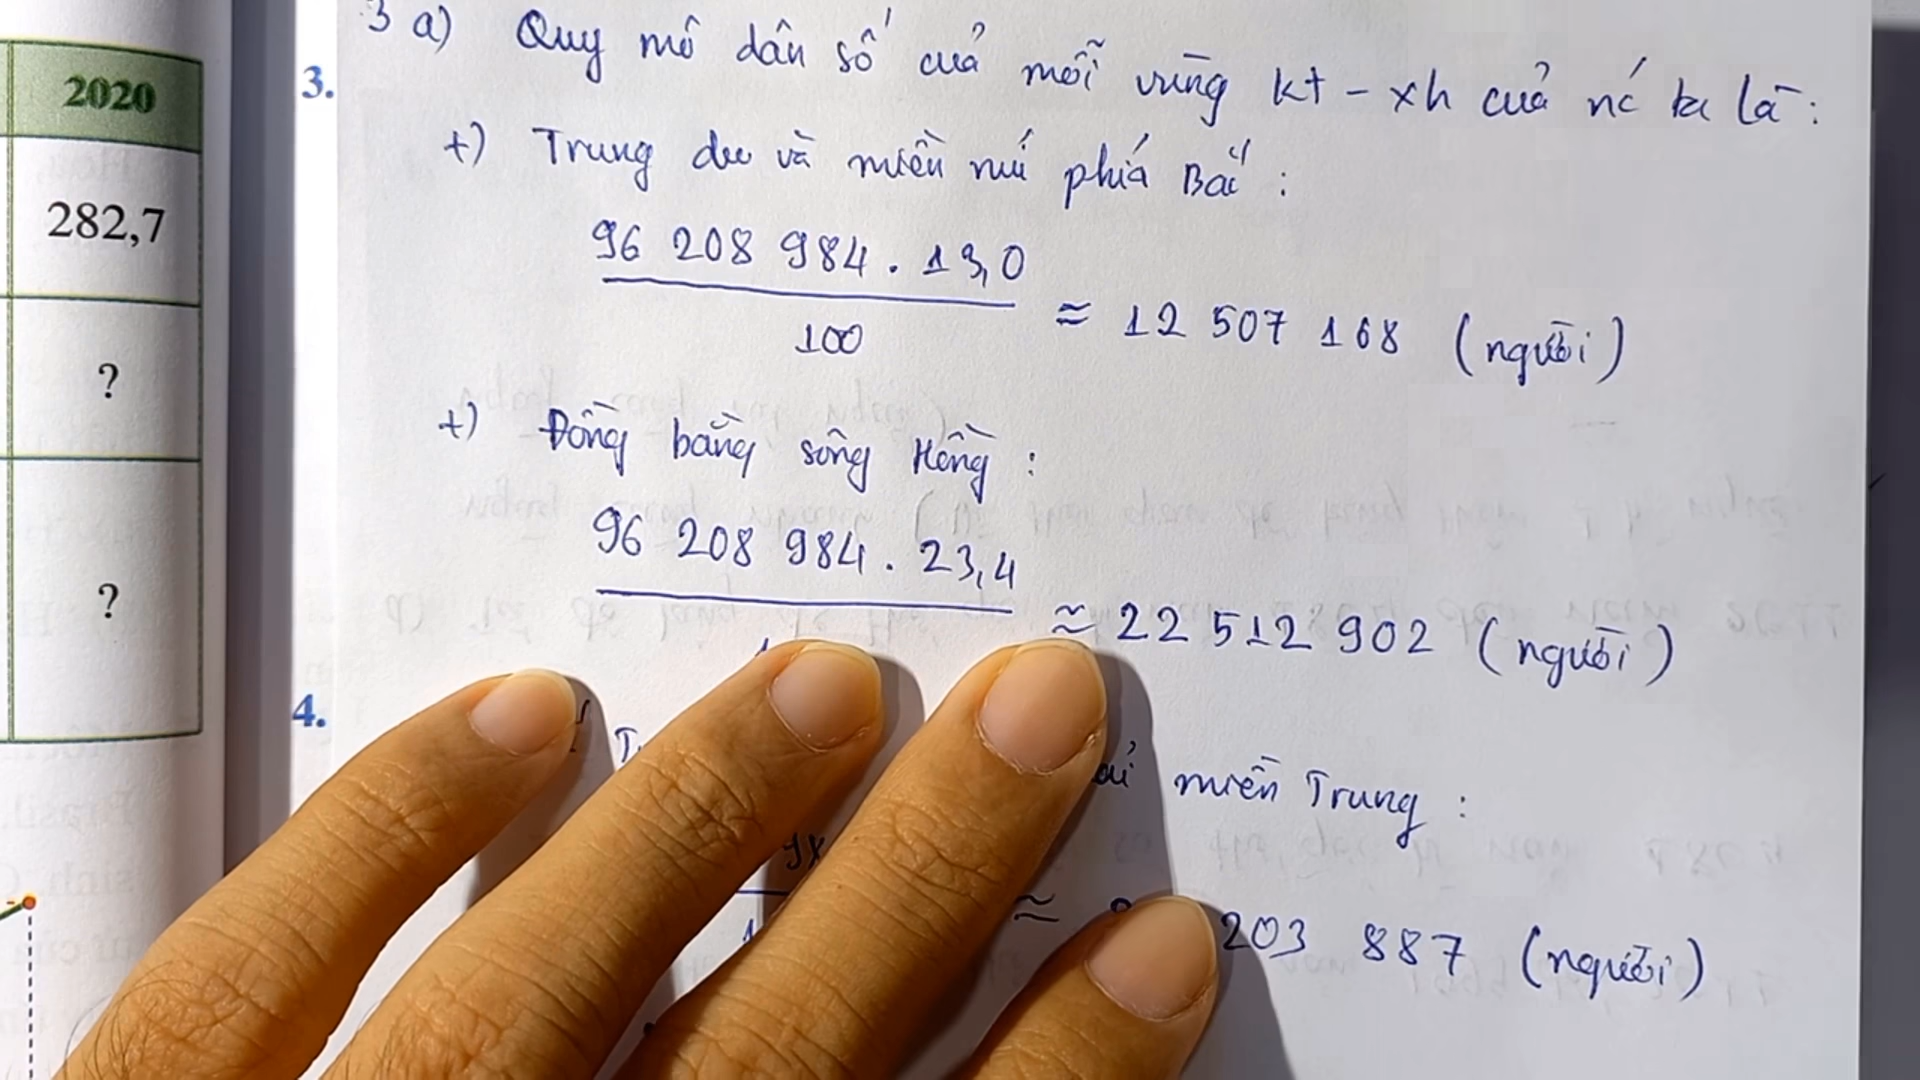 2020
282,7
?
?
3.
3 a) Quy mô dân số của mỗi vùng kt - xh của nc ta là:
+) Trung du và miền núi phía Bắc :
96 208 984 . 13,0
100
≈ 12 507 168 (người)
+) Đồng bằng sông Hồng :
96 208 984 . 23,4
≈ 22 512 902 (người)
4.
miền Trung :
≈
203 887 (người)